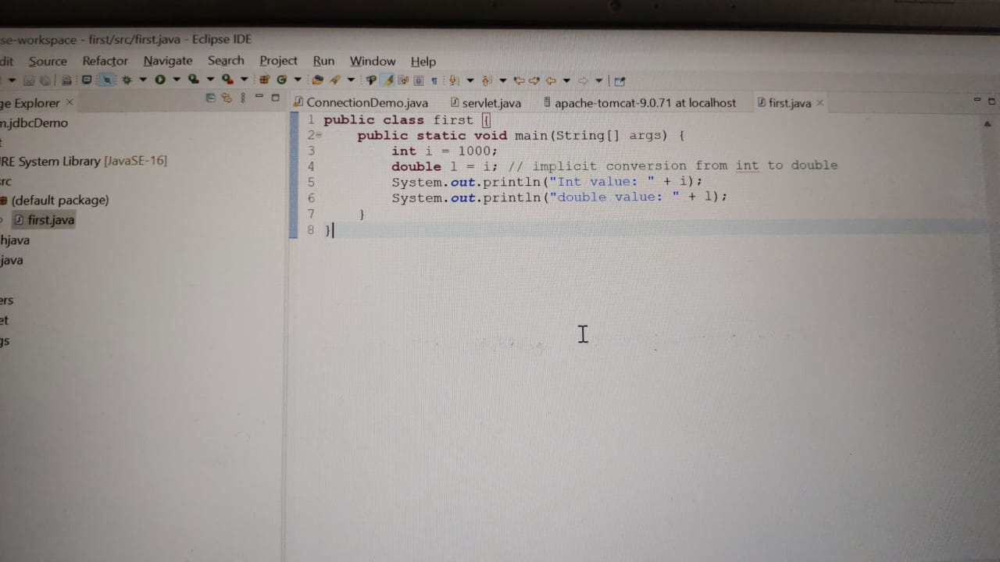 se-workspace - first/src/first.java - Eclipse IDE
dit Source Refactor Navigate Search Project Run Window Help
ge Explorer ×
ConnectionDemo.java servlet.java apache-tomcat-9.0.71 at localhost first.java ×
m.jdbcDemo
t
RE System Library [JavaSE-16]
rc
(default package)
first.java
hjava
java
ers
et
gs
1 public class first {
2 public static void main(String[] args) {
3 int i = 1000;
4 double l = i; // implicit conversion from int to double
5 System.out.println("Int value: " + i);
6 System.out.println("double value: " + l);
7 }
8 }